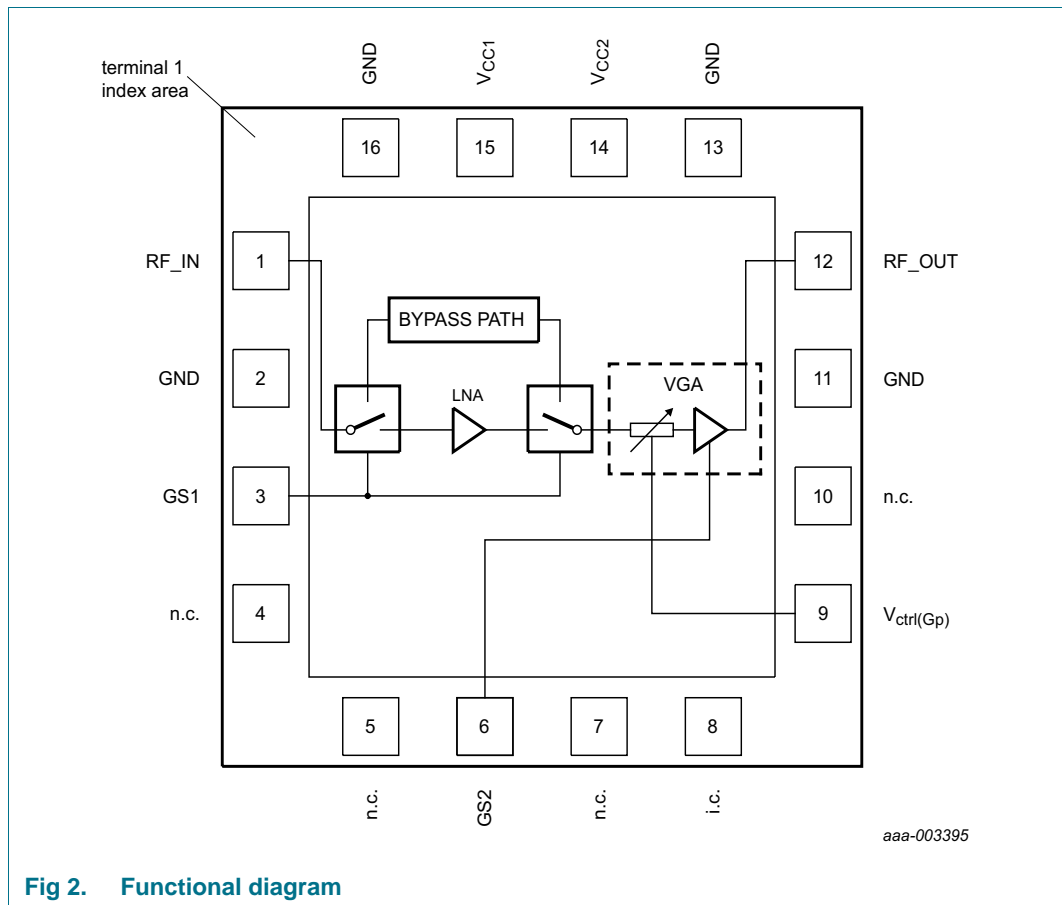 terminal 1
index area
GND
VCC1
VCC2
GND
16
15
14
13
RF_IN
1
12
RF_OUT
BYPASS PATH
GND
2
LNA
VGA
11
GND
GS1
3
10
n.c.
n.c.
4
9
Vctrl(Gp)
5
6
7
8
n.c.
GS2
n.c.
i.c.
aaa-003395
Fig 2. Functional diagram